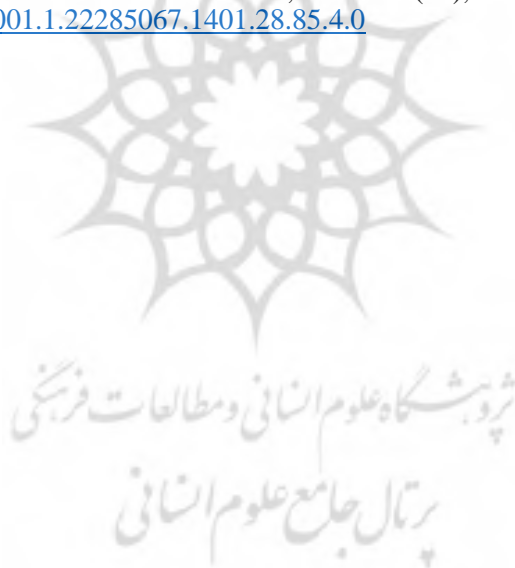 001.1.22285067.1401.28.85.4.0
پژوهشگاه علوم انسانی و مطالعات فرهنگی
پرتال جامع علوم انسانی